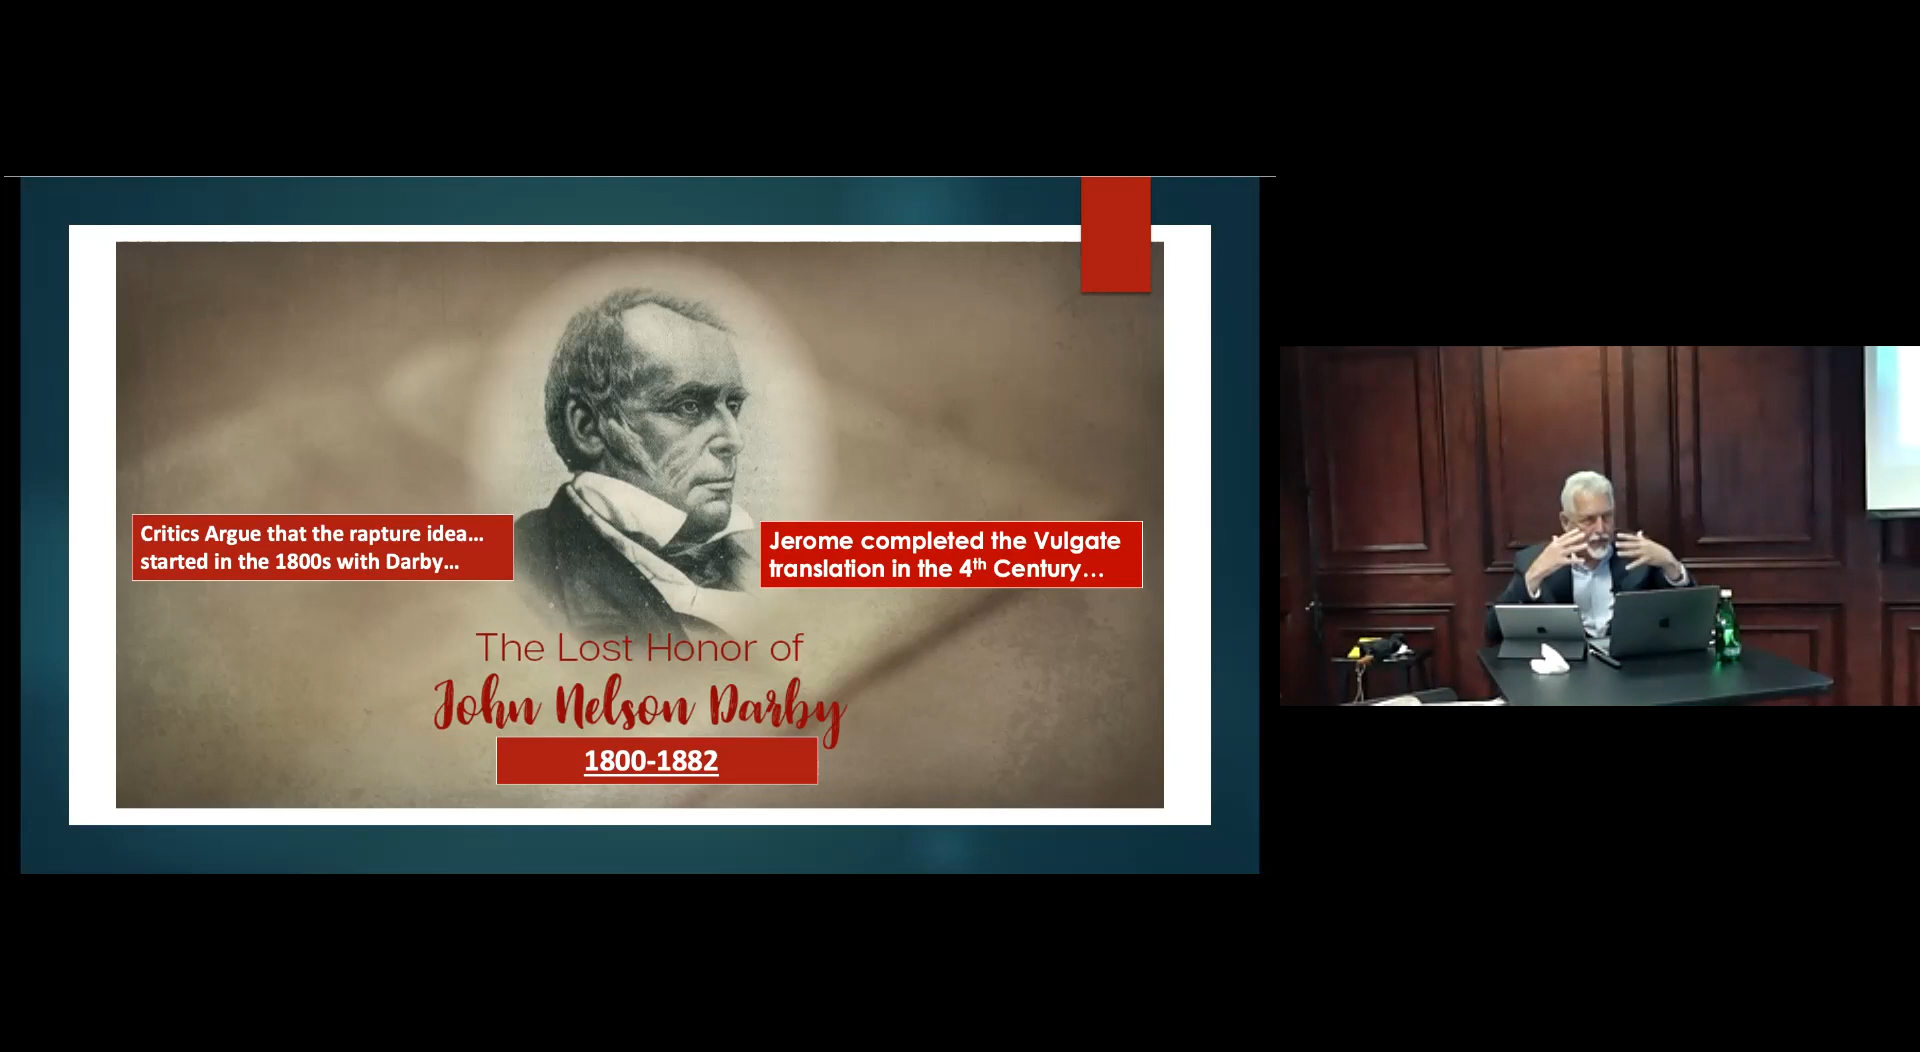 Critics Argue that the rapture idea...
started in the 1800s with Darby...
Jerome completed the Vulgate
translation in the 4th Century...
The Lost Honor of
John Nelson Darby
1800-1882